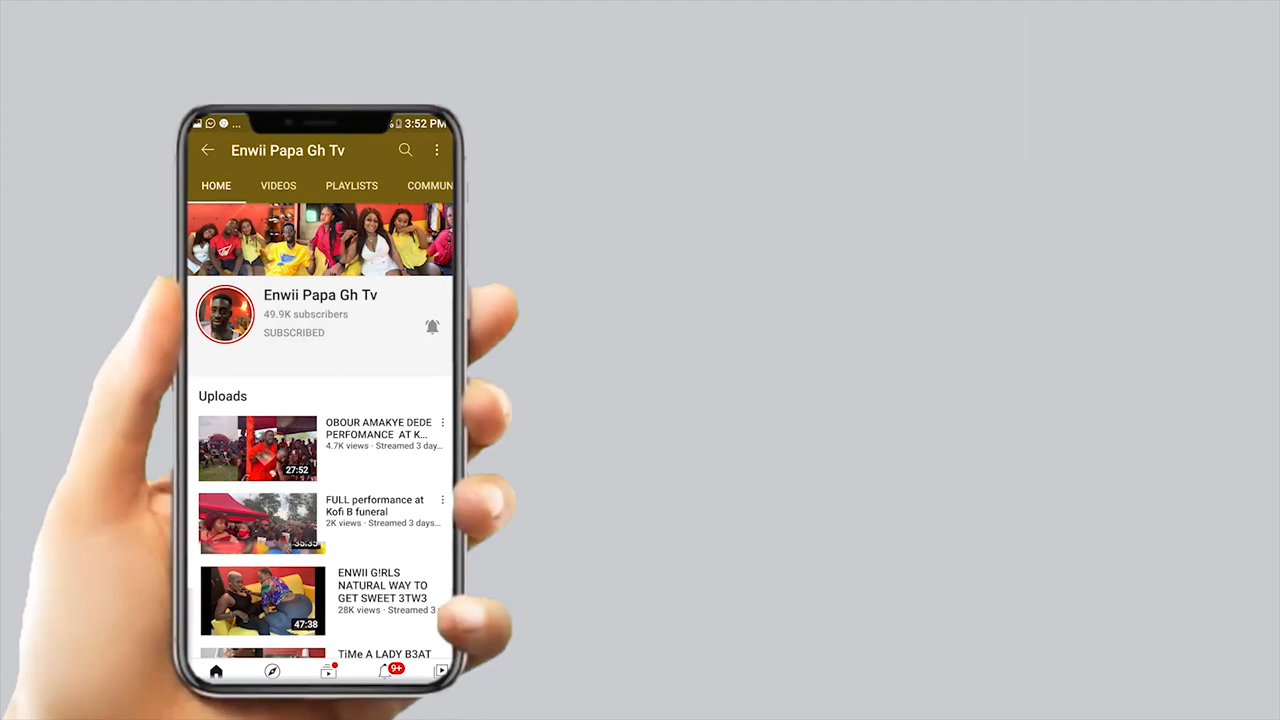 ... 3:52 PM
Enwii Papa Gh Tv
HOME VIDEOS PLAYLISTS COMMUN
Enwii Papa Gh Tv
49.9K subscribers
SUBSCRIBED
Uploads
OBOUR AMAKYE DEDE
PERFOMANCE AT K...
4.7K views · Streamed 3 day...
27:52
FULL performance at
Kofi B funeral
2K views · Streamed 3 days...
35:35
ENWII G!RLS
NATURAL WAY TO
GET SWEET 3TW3
28K views · Streamed 3
47:38
TiMe A LADY B3AT
9+